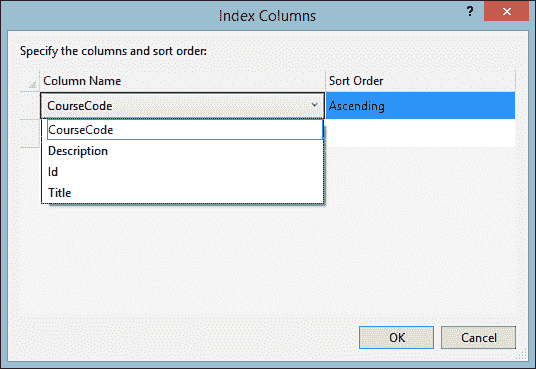 Index Columns
?
Specify the columns and sort order:
Column Name Sort Order
CourseCode Ascending
CourseCode
Description
Id
Title
OK Cancel